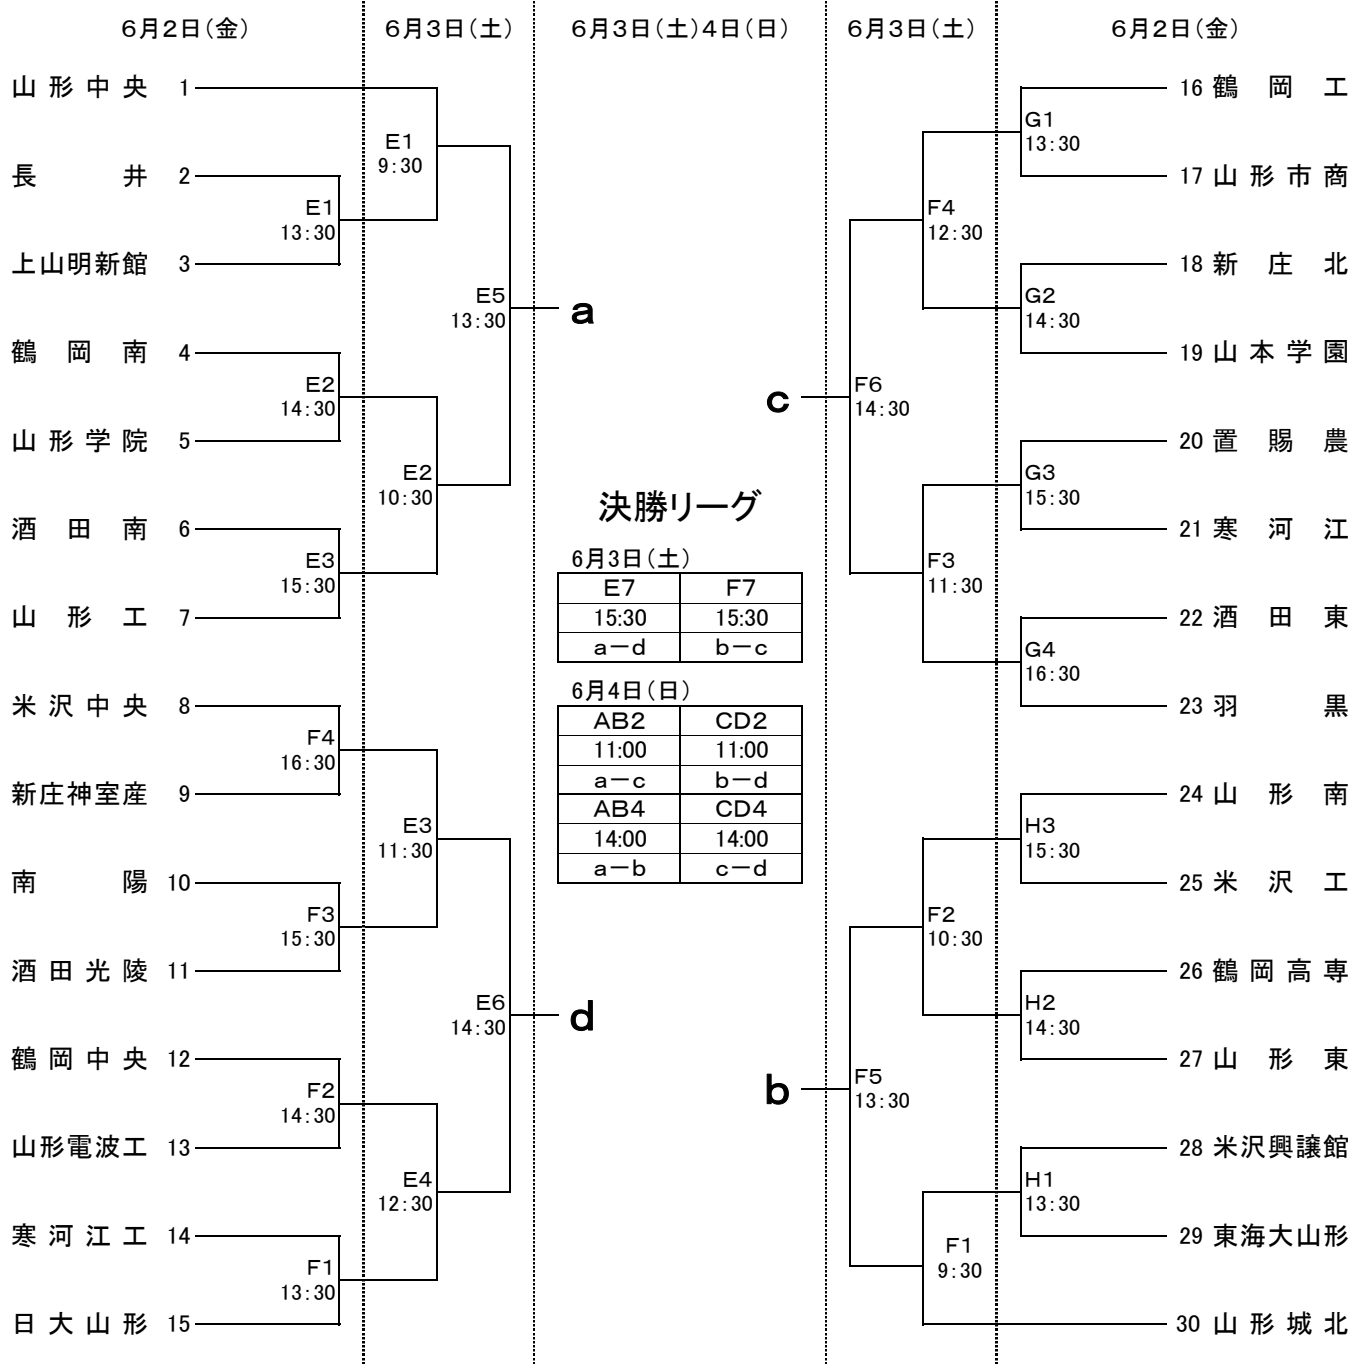 6月2日(金)
6月3日(土)
6月3日(土)4日(日)
6月3日(土)
6月2日(金)
山形中央 1
長井 2
上山明新館 3
鶴岡南 4
山形学院 5
酒田南 6
山形工 7
米沢中央 8
新庄神室産 9
南陽 10
酒田光陵 11
鶴岡中央 12
山形電波工 13
寒河江工 14
日大山形 15
E1
13:30
E2
14:30
E3
15:30
F4
16:30
F3
15:30
F2
14:30
F1
13:30
E1
9:30
E2
10:30
E3
11:30
E4
12:30
E5
13:30
E6
14:30
a
d
決勝リーグ
6月3日(土)
E7 F7
15:30 15:30
a－d b－c
6月4日(日)
AB2 CD2
11:00 11:00
a－c b－d
AB4 CD4
14:00 14:00
a－b c－d
c
b
F6
14:30
F5
13:30
F4
12:30
F3
11:30
F2
10:30
F1
9:30
G1
13:30
G2
14:30
G3
15:30
G4
16:30
H3
15:30
H2
14:30
H1
13:30
16 鶴岡工
17 山形市商
18 新庄北
19 山本学園
20 置賜農
21 寒河江
22 酒田東
23 羽黒
24 山形南
25 米沢工
26 鶴岡高専
27 山形東
28 米沢興譲館
29 東海大山形
30 山形城北